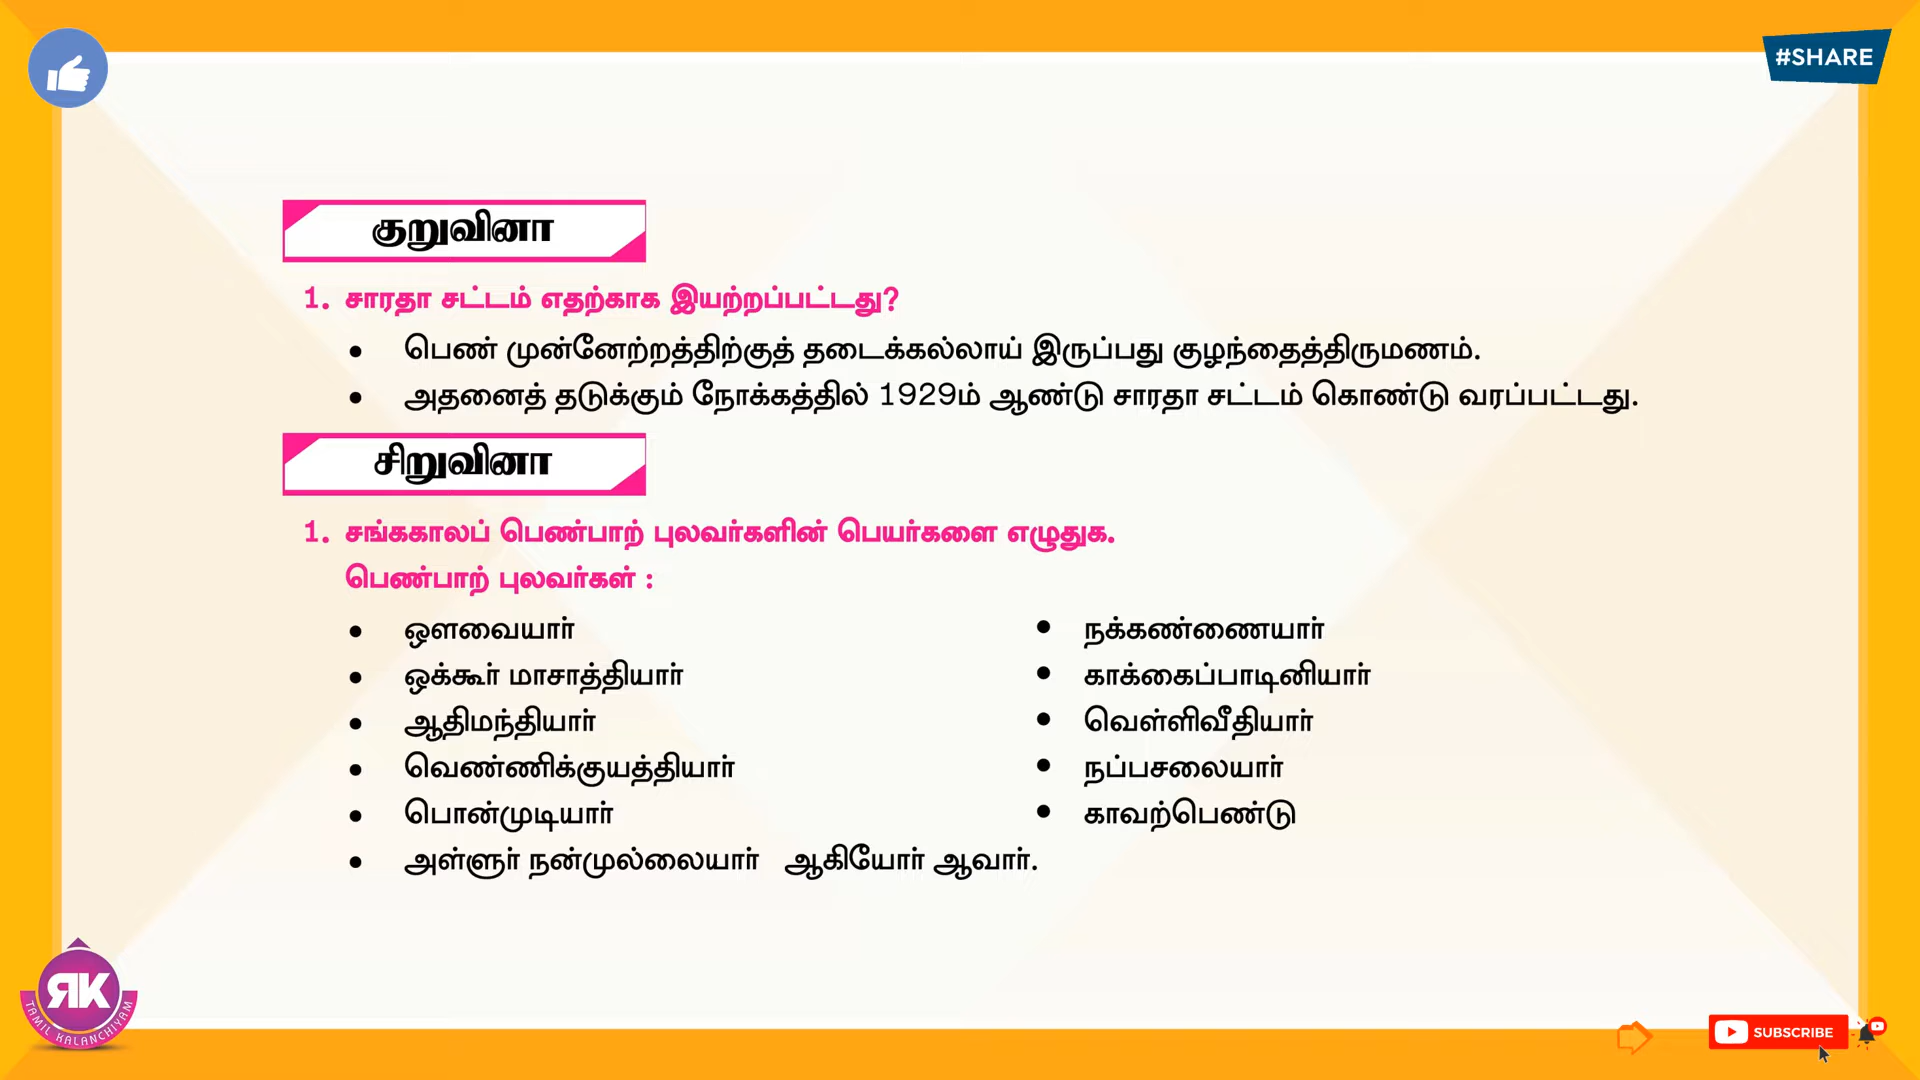 #SHARE
குறுவினா
1. சாரதா சட்டம் எதற்காக இயற்றப்பட்டது?
• பெண் முன்னேற்றத்திற்குத் தடைக்கல்லாய் இருப்பது குழந்தைத்திருமணம்.
• அதனைத் தடுக்கும் நோக்கத்தில் 1929ம் ஆண்டு சாரதா சட்டம் கொண்டு வரப்பட்டது.
சிறுவினா
1. சங்ககாலப் பெண்பாற் புலவர்களின் பெயர்களை எழுதுக.
பெண்பாற் புலவர்கள் :
• ஔவையார்
• ஒக்கூர் மாசாத்தியார்
• ஆதிமந்தியார்
• வெண்ணிக்குயத்தியார்
• பொன்முடியார்
• அள்ளுர் நன்முல்லையார் ஆகியோர் ஆவார்.
• நக்கண்ணையார்
• காக்கைப்பாடினியார்
• வெள்ளிவீதியார்
• நப்பசலையார்
• காவற்பெண்டு
RK
TAMIL KALANCHIYAM
SUBSCRIBE